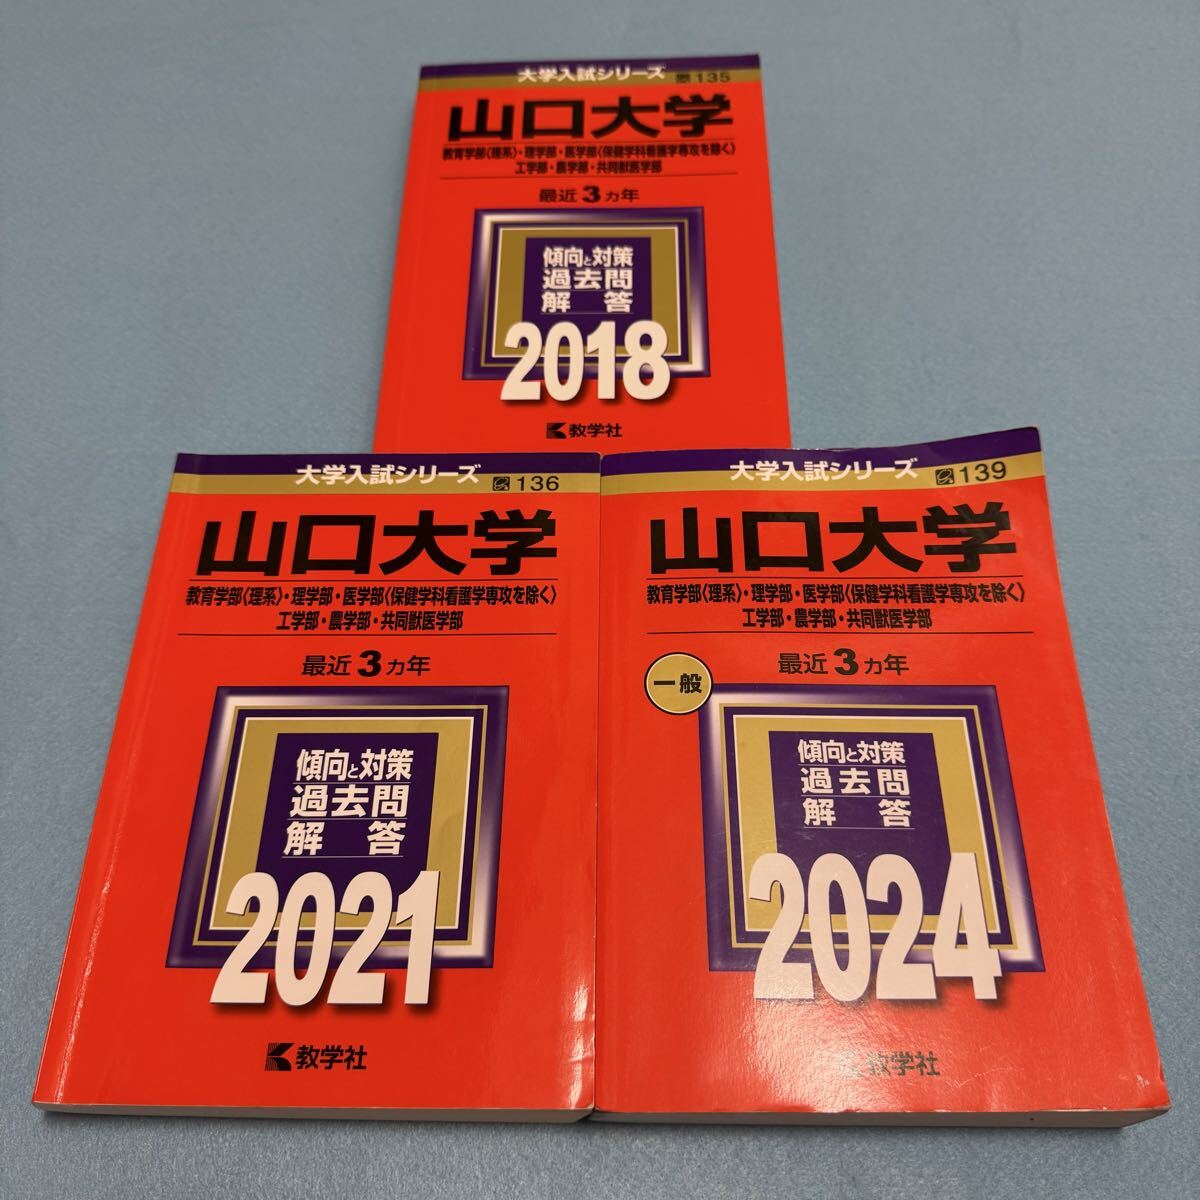 大学入試シリーズ
135
山口大学
教育学部〈理系〉・理学部・医学部〈保健学科看護学専攻を除く〉
工学部・農学部・共同獣医学部
最近3カ年
傾向と対策
過去問
解答
2018
教学社
大学入試シリーズ
136
山口大学
教育学部〈理系〉・理学部・医学部〈保健学科看護学専攻を除く〉
工学部・農学部・共同獣医学部
最近3カ年
傾向と対策
過去問
解答
2021
教学社
大学入試シリーズ
139
山口大学
教育学部〈理系〉・理学部・医学部〈保健学科看護学専攻を除く〉
工学部・農学部・共同獣医学部
最近3カ年
一般
傾向と対策
過去問
解答
2024
教学社